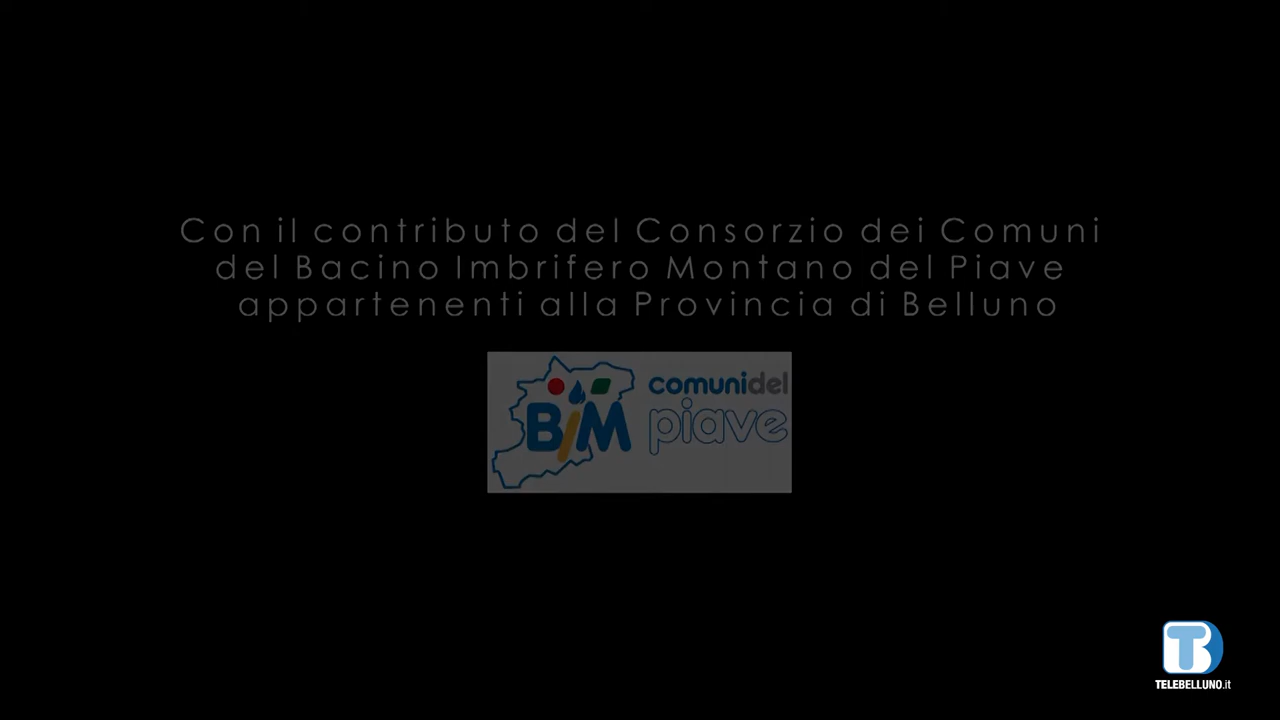 Con il contributo del Consorzio dei Comuni
del Bacino Imbrifero Montano del Piave
appartenenti alla Provincia di Belluno
BiM
comunidel
piave
TB
TELEBELLUNO.it